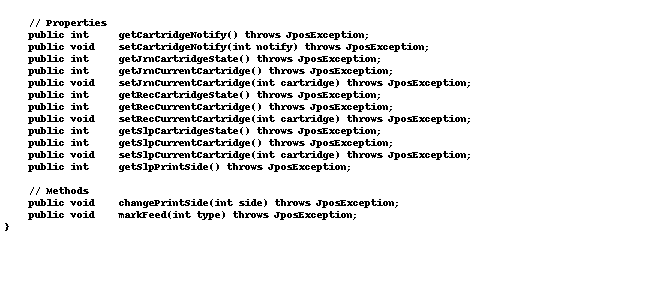 // Properties
public int getCartridgeNotify() throws JposException;
public void setCartridgeNotify(int notify) throws JposException;
public int getJrnCartridgeState() throws JposException;
public int getJrnCurrentCartridge() throws JposException;
public void setJrnCurrentCartridge(int cartridge) throws JposException;
public int getRecCartridgeState() throws JposException;
public int getRecCurrentCartridge() throws JposException;
public void setRecCurrentCartridge(int cartridge) throws JposException;
public int getSlpCartridgeState() throws JposException;
public int getSlpCurrentCartridge() throws JposException;
public void setSlpCurrentCartridge(int cartridge) throws JposException;
public int getSlpPrintSide() throws JposException;
// Methods
public void changePrintSide(int side) throws JposException;
public void markFeed(int type) throws JposException;
}